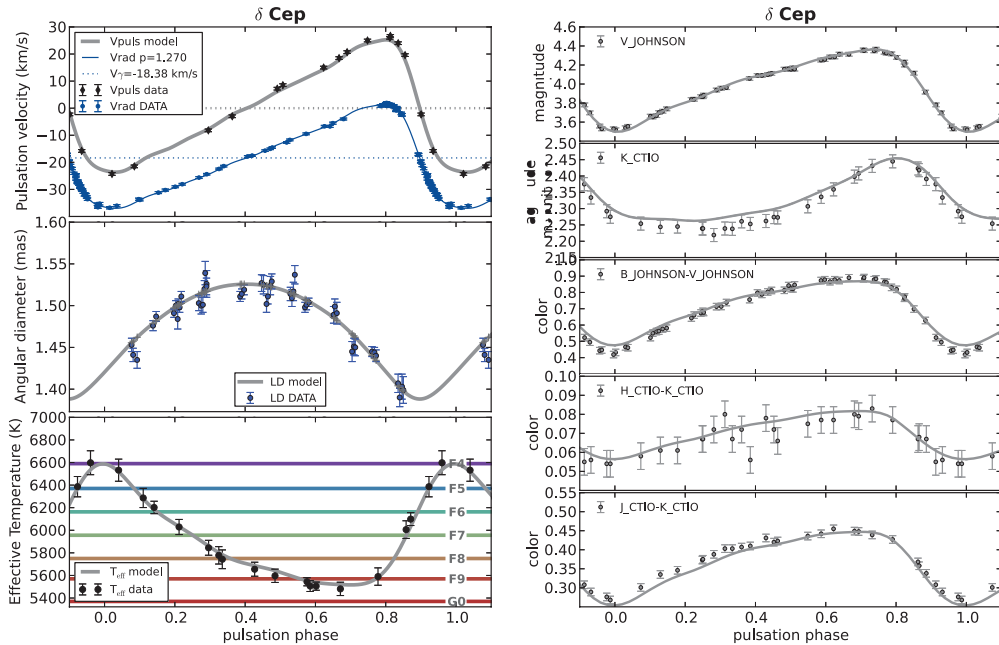 δ Cep
Pulsation velocity (km/s)
30
20
10
0
−10
−20
−30
Vpuls model
Vrad p=1.270
Vγ=-18.38 km/s
Vpuls data
Vrad DATA
Angular diameter (mas)
1.60
1.55
1.50
1.45
1.40
LD model
LD DATA
Effective Temperature (K)
7000
6800
6600
6400
6200
6000
5800
5600
5400
F4
F5
F6
F7
F8
F9
G0
Teff model
Teff data
0.0 0.2 0.4 0.6 0.8 1.0
pulsation phase
δ Cep
magnitude
4.4
4.2
4.0
3.8
3.6
V_JOHNSON
2.50
2.45
2.40
2.35
2.30
2.25
2.20
2.15
K_CTIO
color
0.9
0.8
0.7
0.6
0.5
0.4
B_JOHNSON-V_JOHNSON
color
0.10
0.09
0.08
0.07
0.06
0.05
H_CTIO-K_CTIO
color
0.55
0.50
0.45
0.40
0.35
0.30
J_CTIO-K_CTIO
0.0 0.2 0.4 0.6 0.8 1.0
pulsation phase